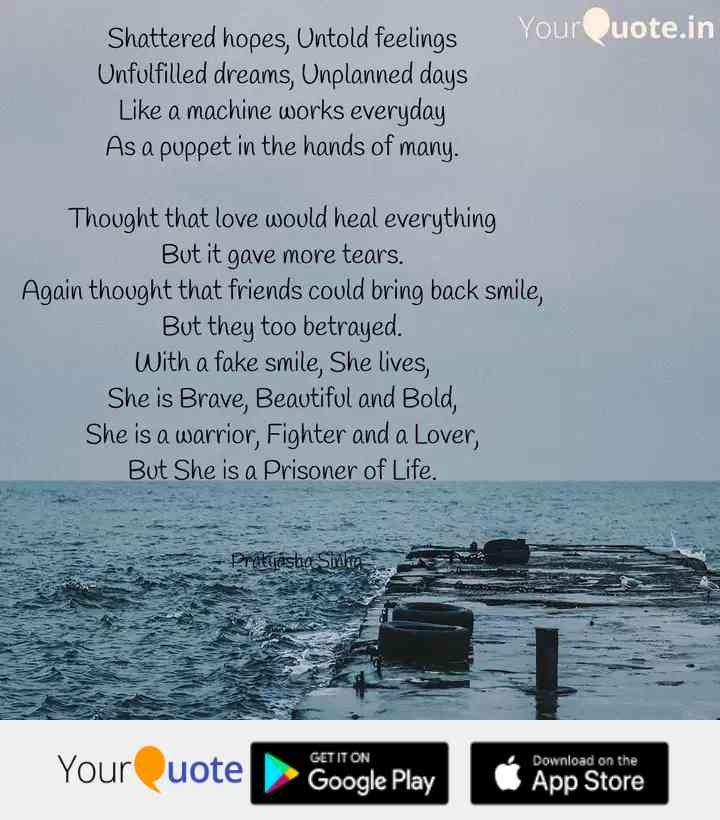 YourQuote.in
Shattered hopes, Untold feelings
Unfulfilled dreams, Unplanned days
Like a machine works everyday
As a puppet in the hands of many.
Thought that love would heal everything
But it gave more tears.
Again thought that friends could bring back smile,
But they too betrayed.
With a fake smile, She lives,
She is Brave, Beautiful and Bold,
She is a warrior, Fighter and a Lover,
But She is a Prisoner of Life.
- Pratyasha Sinha
YourQuote
GET IT ON
Google Play
Download on the
App Store